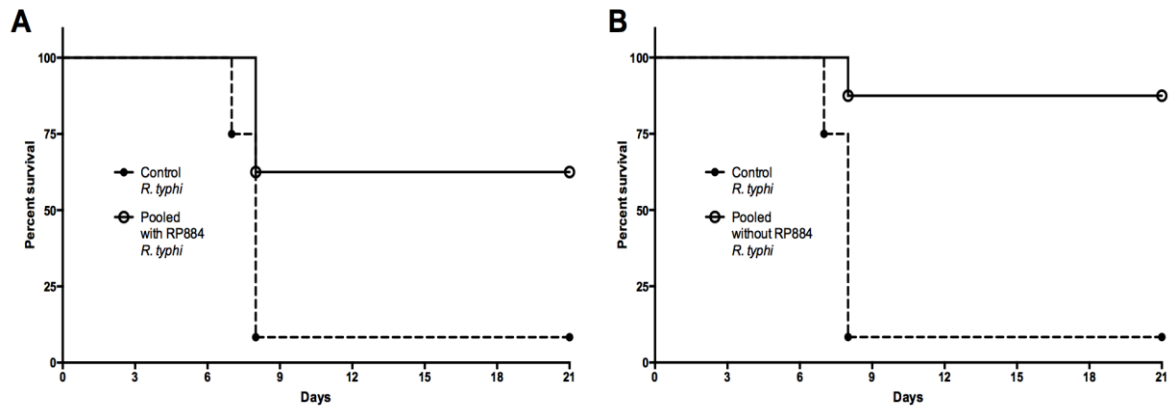 A
Percent survival
100
75
50
25
0
Control
R. typhi
Pooled
with RP884
R. typhi
0 3 6 7 9 12 15 18 21
Days
B
Percent survival
100
75
50
25
0
Control
R. typhi
Pooled
without RP884
R. typhi
0 3 6 9 12 15 18 21
Days